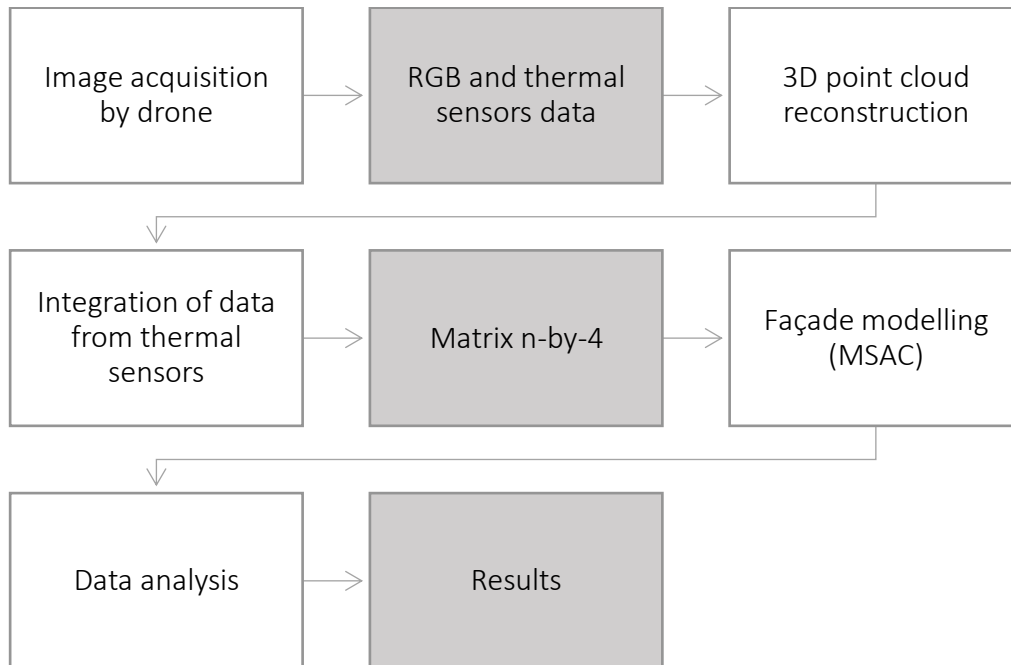 Image acquisition
by drone
RGB and thermal
sensors data
3D point cloud
reconstruction
Integration of data
from thermal
sensors
Matrix n-by-4
Façade modelling
(MSAC)
Data analysis
Results